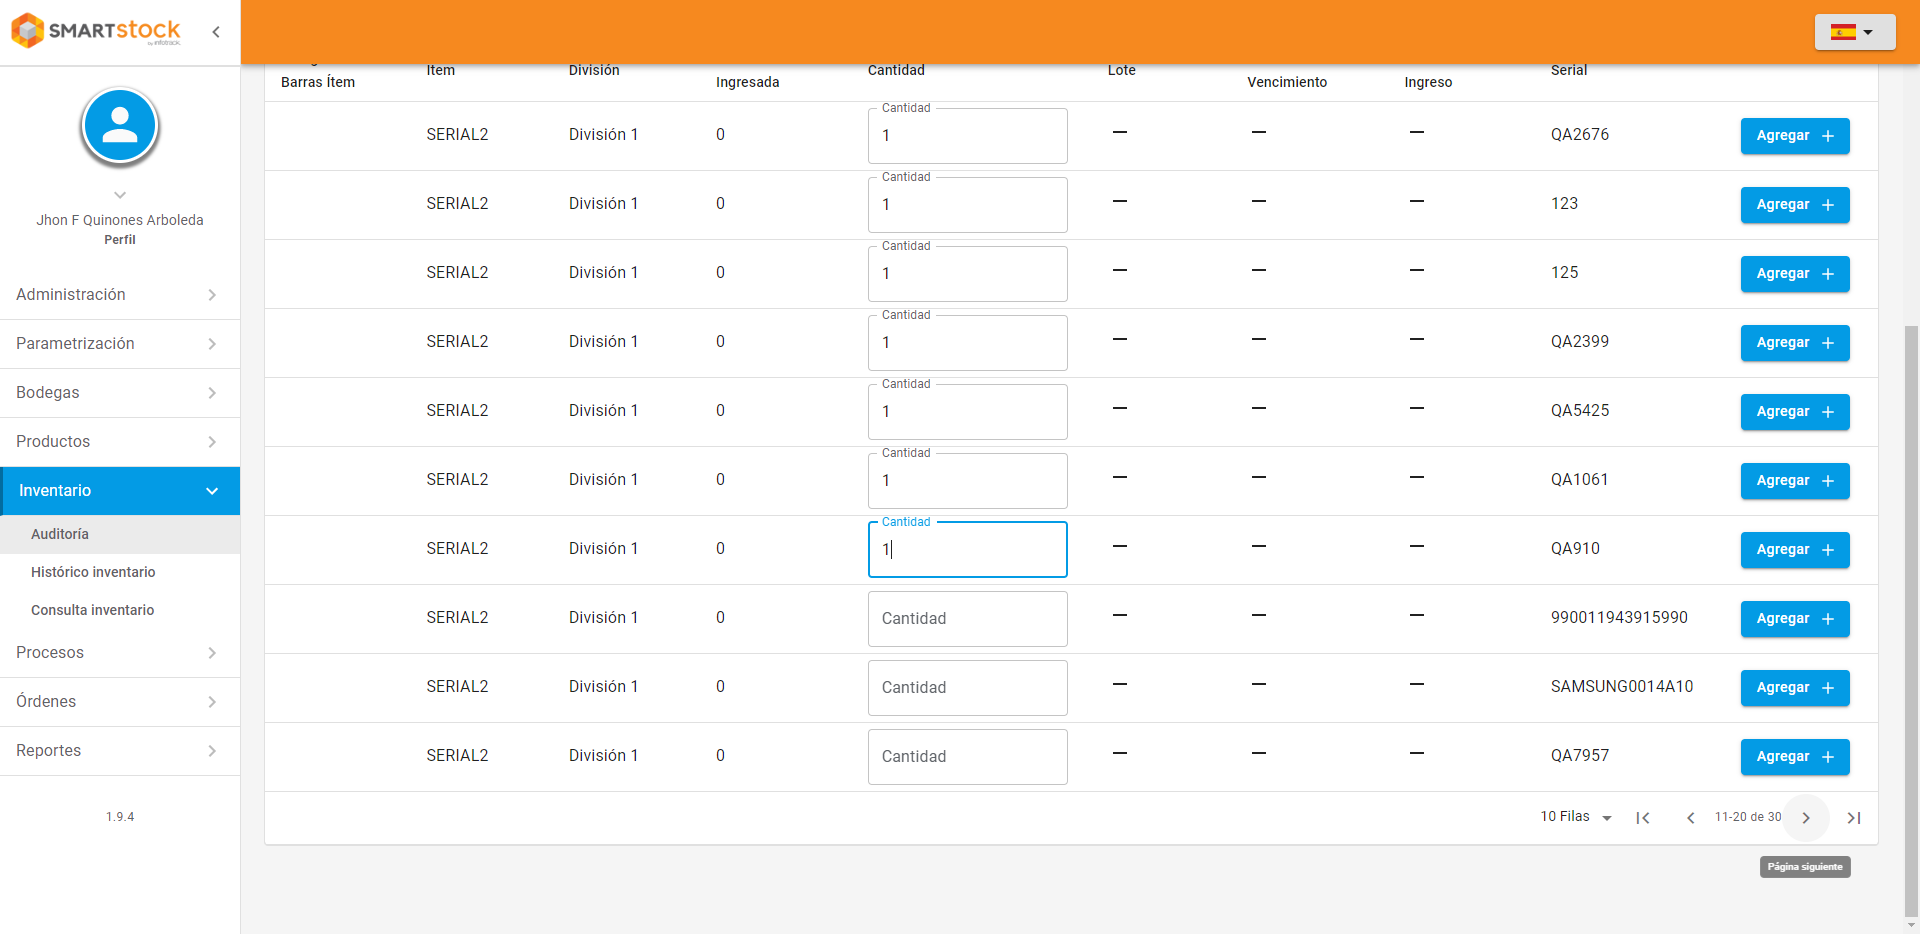 SMARTSTOCK
by infotrack
Jhon F Quinones Arboleda
Perfil
Administración
Parametrización
Bodegas
Productos
Inventario
Auditoría
Histórico inventario
Consulta inventario
Procesos
Órdenes
Reportes
1.9.4
Barras Ítem Item División Ingresada Cantidad Lote Vencimiento Ingreso Serial
Cantidad
SERIAL2 División 1 0 1 — — — QA2676 Agregar +
Cantidad
SERIAL2 División 1 0 1 — — — 123 Agregar +
Cantidad
SERIAL2 División 1 0 1 — — — 125 Agregar +
Cantidad
SERIAL2 División 1 0 1 — — — QA2399 Agregar +
Cantidad
SERIAL2 División 1 0 1 — — — QA5425 Agregar +
Cantidad
SERIAL2 División 1 0 1 — — — QA1061 Agregar +
Cantidad
SERIAL2 División 1 0 1 — — — QA910 Agregar +
SERIAL2 División 1 0 Cantidad — — — 990011943915990 Agregar +
SERIAL2 División 1 0 Cantidad — — — SAMSUNG0014A10 Agregar +
SERIAL2 División 1 0 Cantidad — — — QA7957 Agregar +
10 Filas 11-20 de 30
Página siguiente